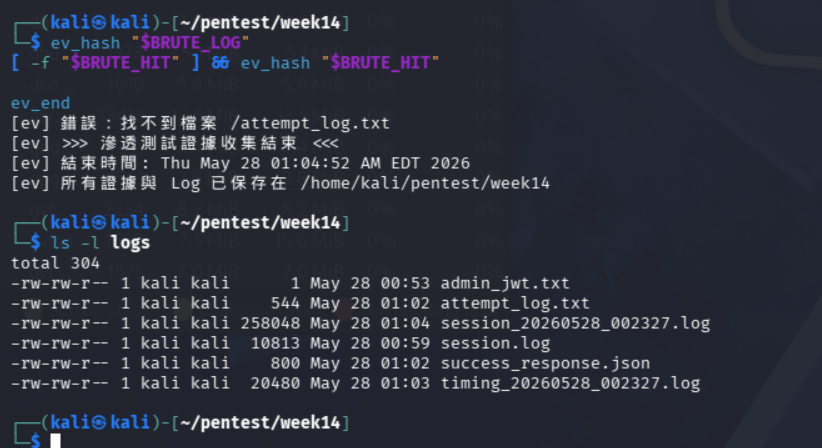 ┌──(kali㉿kali)-[~/pentest/week14]
└─$ ev_hash "$BRUTE_LOG"
[ -f "$BRUTE_HIT" ] && ev_hash "$BRUTE_HIT"
ev_end
[ev] 錯誤：找不到檔案 /attempt_log.txt
[ev] >>> 滲透測試證據收集結束 <<<
[ev] 結束時間: Thu May 28 01:04:52 AM EDT 2026
[ev] 所有證據與 Log 已保存在 /home/kali/pentest/week14
┌──(kali㉿kali)-[~/pentest/week14]
└─$ ls -l logs
total 304
-rw-rw-r-- 1 kali kali      1 May 28 00:53 admin_jwt.txt
-rw-rw-r-- 1 kali kali    544 May 28 01:02 attempt_log.txt
-rw-rw-r-- 1 kali kali 258048 May 28 01:04 session_20260528_002327.log
-rw-rw-r-- 1 kali kali  10813 May 28 00:59 session.log
-rw-rw-r-- 1 kali kali    800 May 28 01:02 success_response.json
-rw-rw-r-- 1 kali kali  20480 May 28 01:03 timing_20260528_002327.log
┌──(kali㉿kali)-[~/pentest/week14]
└─$